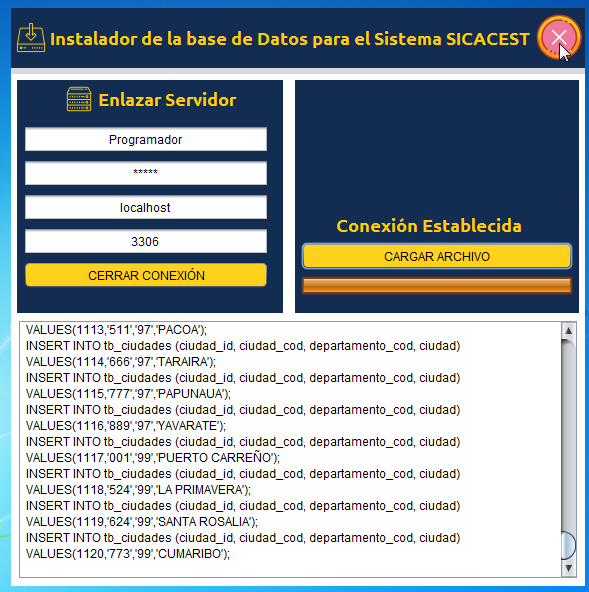 Instalador de la base de Datos para el Sistema SICACEST
Enlazar Servidor
Programador
*****
localhost
3306
CERRAR CONEXIÓN
Conexión Establecida
CARGAR ARCHIVO
VALUES(1113,'511','97','PACOA');
INSERT INTO tb_ciudades (ciudad_id, ciudad_cod, departamento_cod, ciudad)
VALUES(1114,'666','97','TARAIRA');
INSERT INTO tb_ciudades (ciudad_id, ciudad_cod, departamento_cod, ciudad)
VALUES(1115,'777','97','PAPUNAUA');
INSERT INTO tb_ciudades (ciudad_id, ciudad_cod, departamento_cod, ciudad)
VALUES(1116,'889','97','YAVARATE');
INSERT INTO tb_ciudades (ciudad_id, ciudad_cod, departamento_cod, ciudad)
VALUES(1117,'001','99','PUERTO CARREÑO');
INSERT INTO tb_ciudades (ciudad_id, ciudad_cod, departamento_cod, ciudad)
VALUES(1118,'524','99','LA PRIMAVERA');
INSERT INTO tb_ciudades (ciudad_id, ciudad_cod, departamento_cod, ciudad)
VALUES(1119,'624','99','SANTA ROSALIA');
INSERT INTO tb_ciudades (ciudad_id, ciudad_cod, departamento_cod, ciudad)
VALUES(1120,'773','99','CUMARIBO');